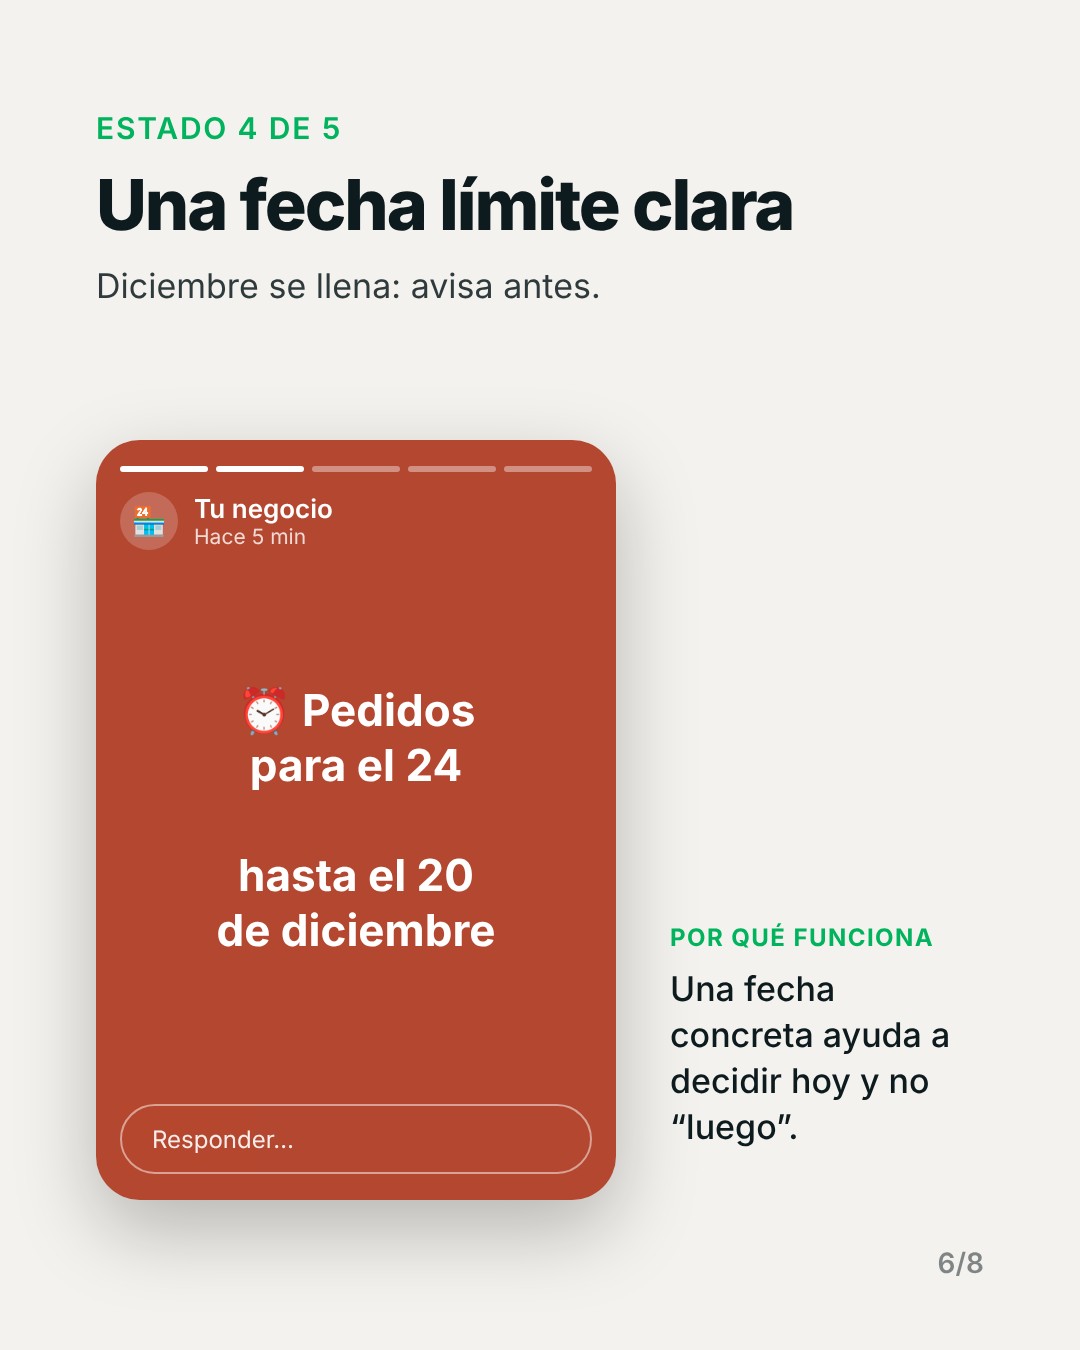 ESTADO 4 DE 5
Una fecha límite clara
Diciembre se llena: avisa antes.
24
Tu negocio
Hace 5 min
⏰ Pedidos
para el 24
hasta el 20
de diciembre
Responder...
POR QUÉ FUNCIONA
Una fecha
concreta ayuda a
decidir hoy y no
“luego”.
6/8